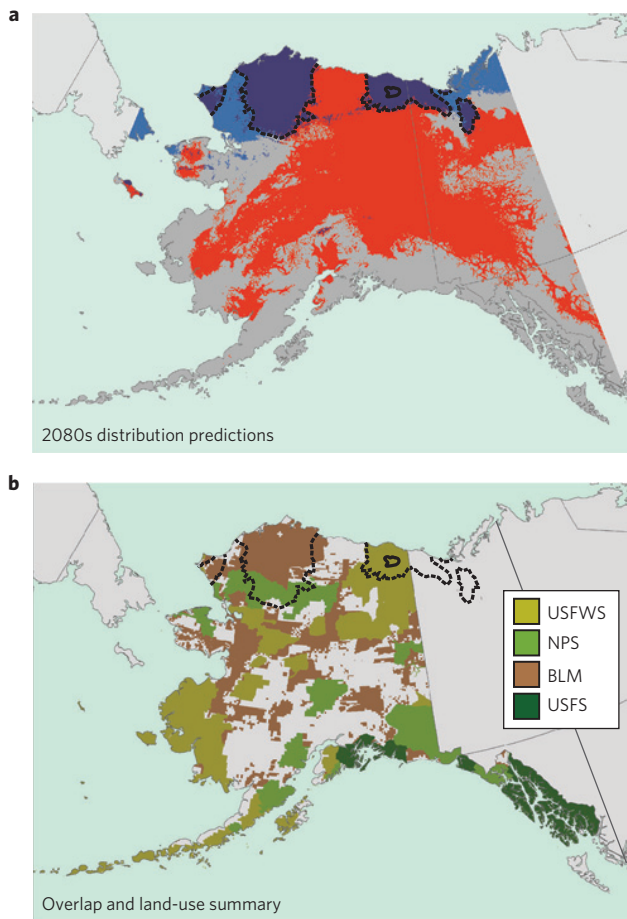 a
2080s distribution predictions
b
USFWS
NPS
BLM
USFS
Overlap and land-use summary